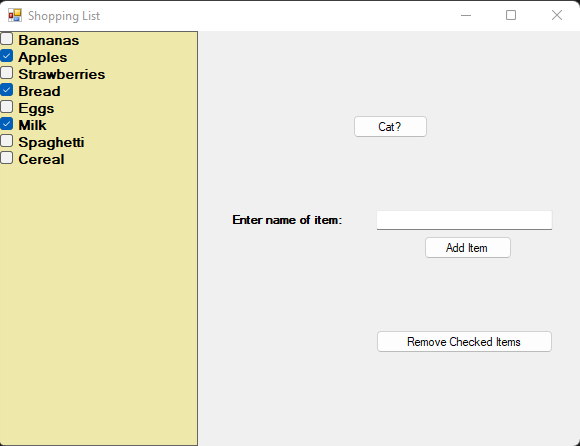 Shopping List
Bananas
Apples
Strawberries
Bread
Eggs
Milk
Spaghetti
Cereal
Cat?
Enter name of item:
Add Item
Remove Checked Items